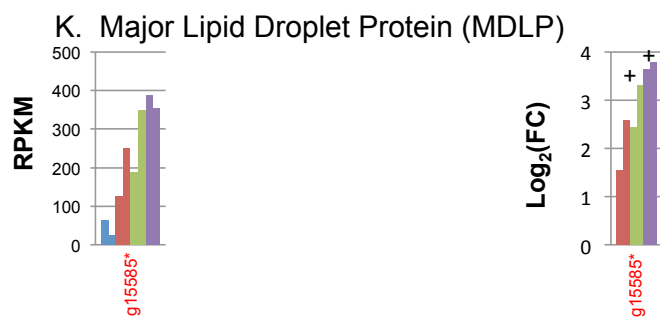 K. Major Lipid Droplet Protein (MDLP)
RPKM
500
400
300
200
100
0
g15585*
Log2(FC)
4
3
2
1
0
+
+
g15585*